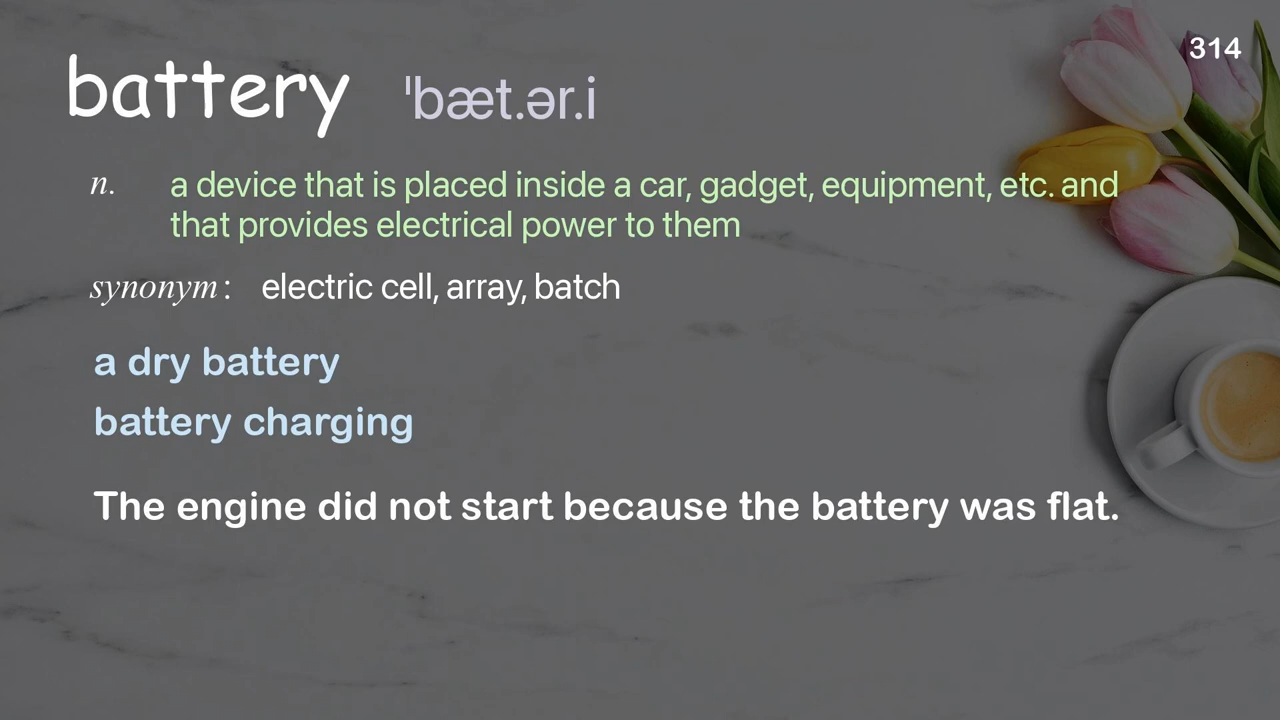 314
battery ˈbæt.ər.i
n. a device that is placed inside a car, gadget, equipment, etc. and
that provides electrical power to them
synonym: electric cell, array, batch
a dry battery
battery charging
The engine did not start because the battery was flat.